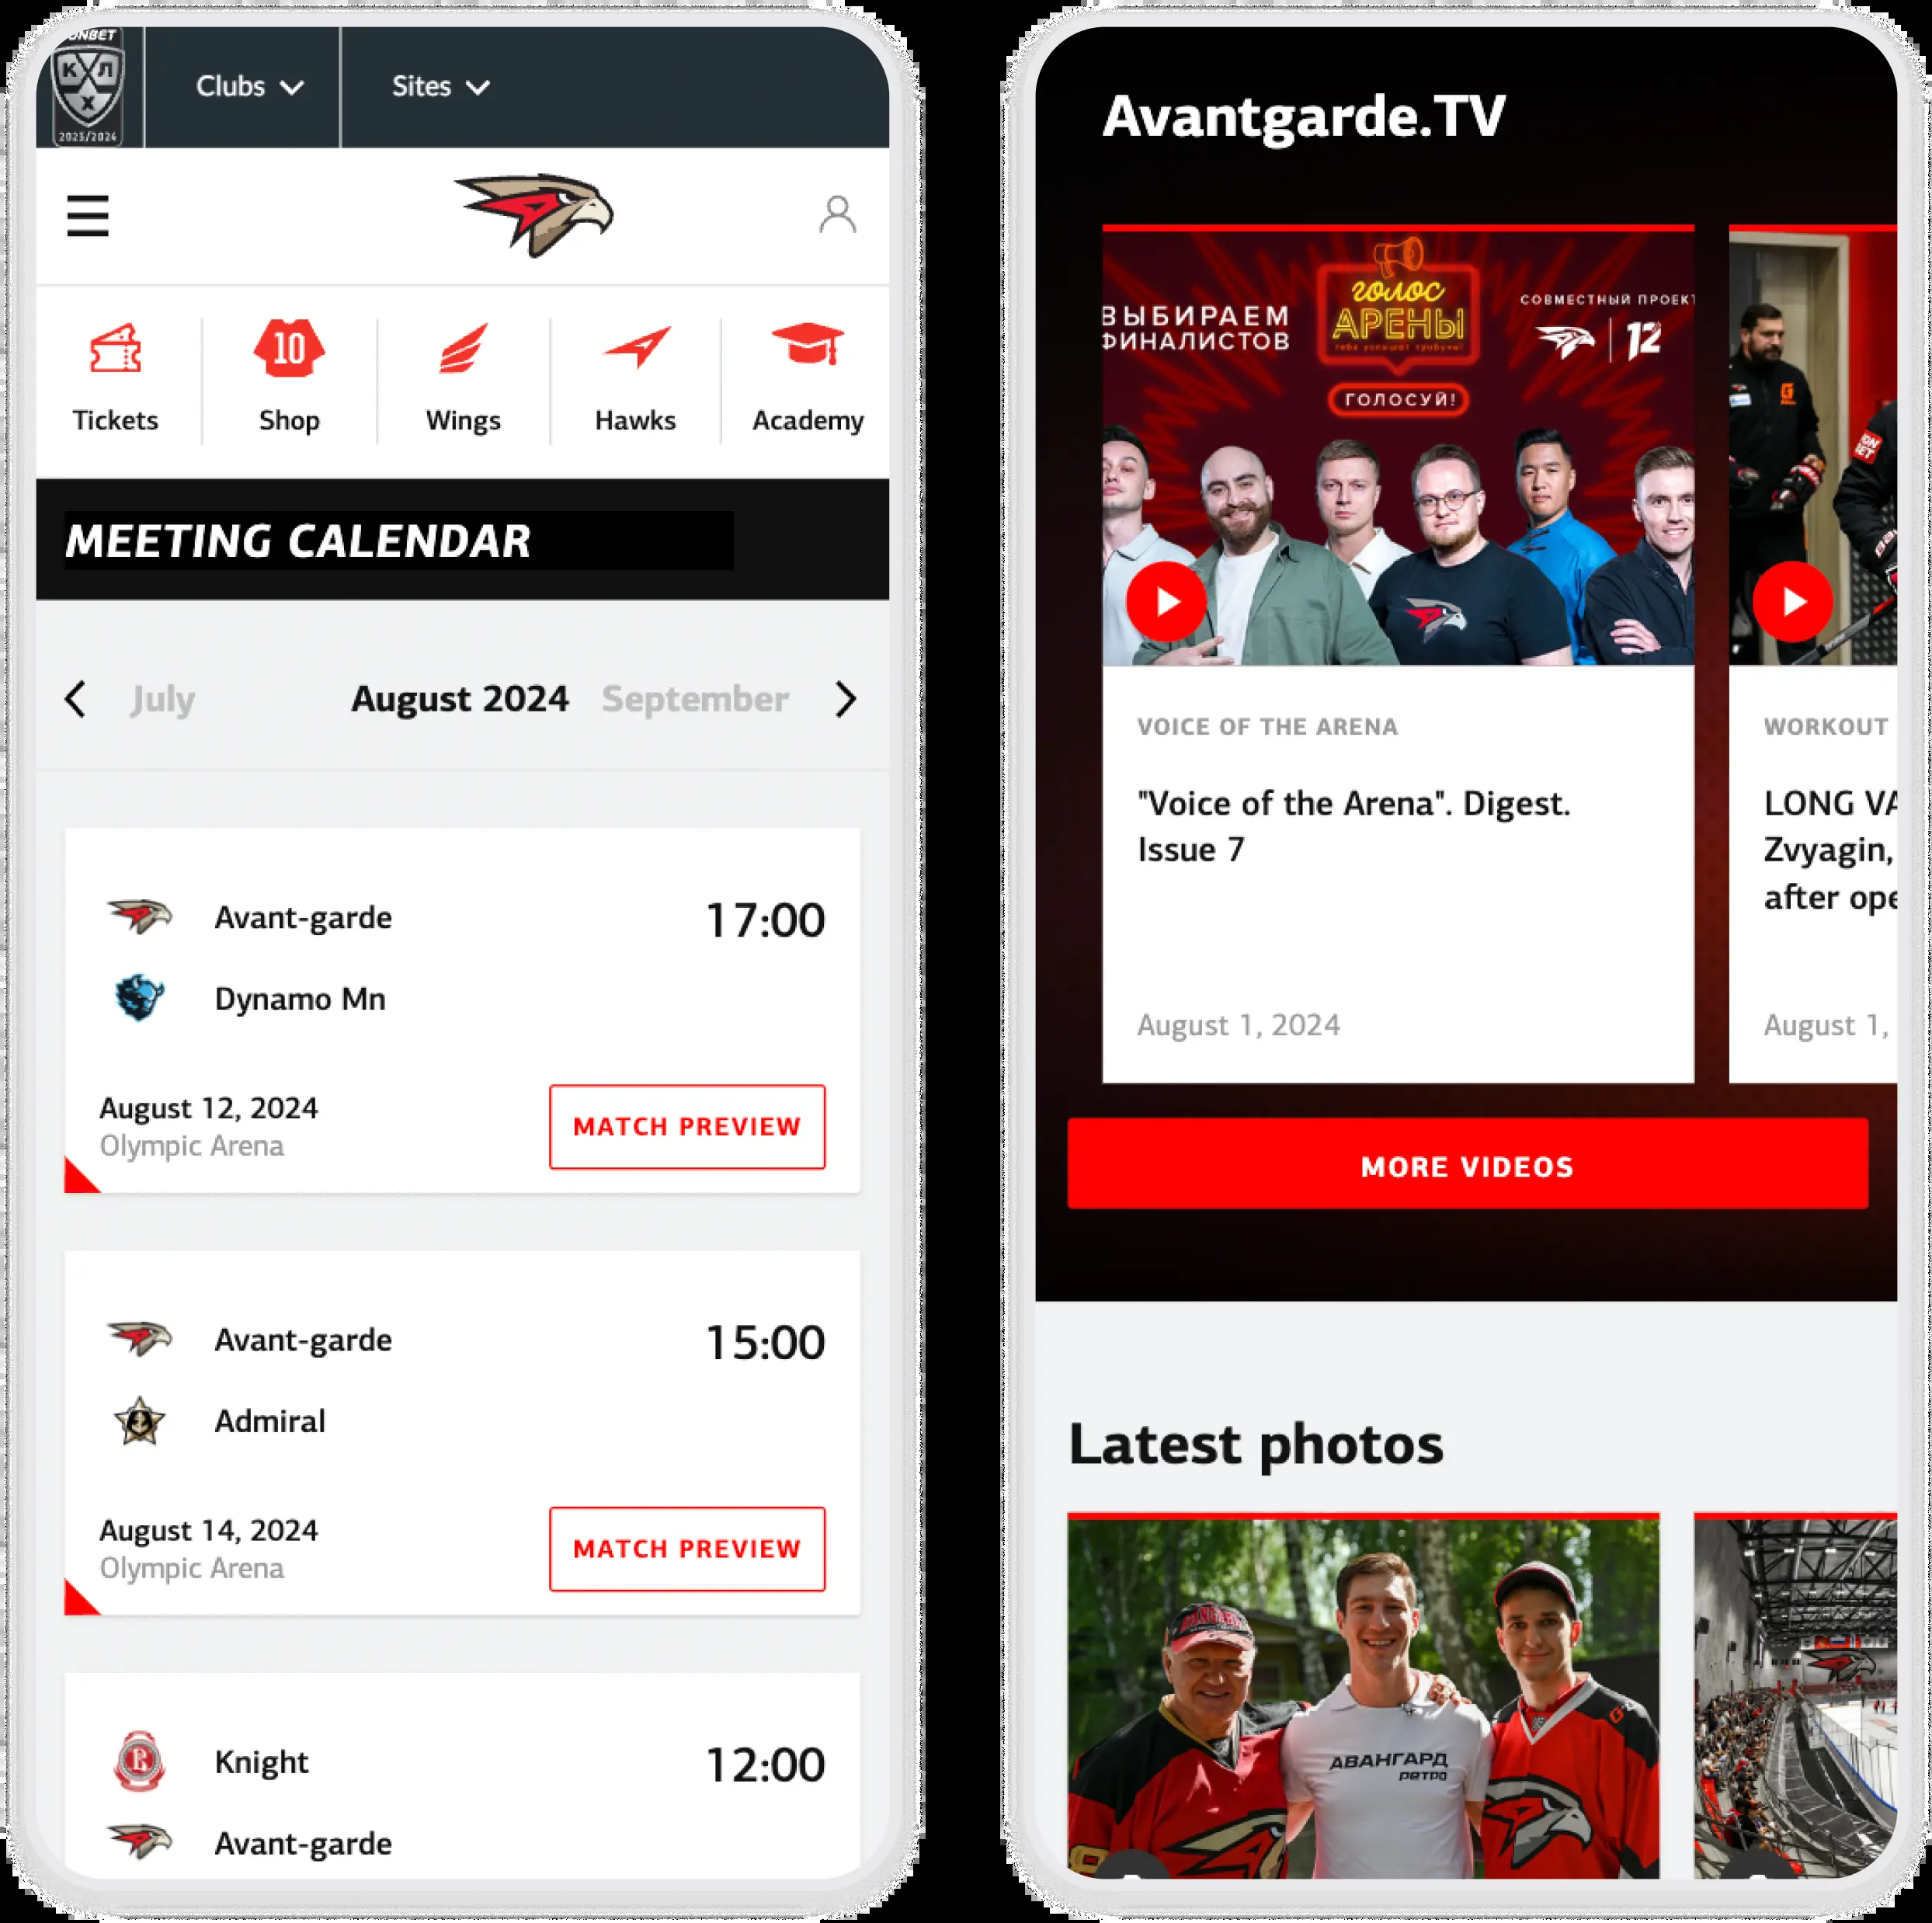 КХЛ
2023/2024
Clubs
Sites
Tickets
10
Shop
Wings
Hawks
Academy
MEETING CALENDAR
July
August 2024
September
Avant-garde
17:00
Dynamo Mn
August 12, 2024
Olympic Arena
MATCH PREVIEW
Avant-garde
15:00
Admiral
August 14, 2024
Olympic Arena
MATCH PREVIEW
Knight
12:00
Avant-garde
Avantgarde.TV
ВЫБИРАЕМ
ФИНАЛИСТОВ
голос
АРЕНЫ
ГОЛОСУЙ!
СОВМЕСТНЫЙ ПРОЕКТ
12
VOICE OF THE ARENA
"Voice of the Arena". Digest.
Issue 7
August 1, 2024
WORKOUT
LONG VA
Zvyagin,
after ope
August 1,
MORE VIDEOS
Latest photos
АВАНГАРД
ретро